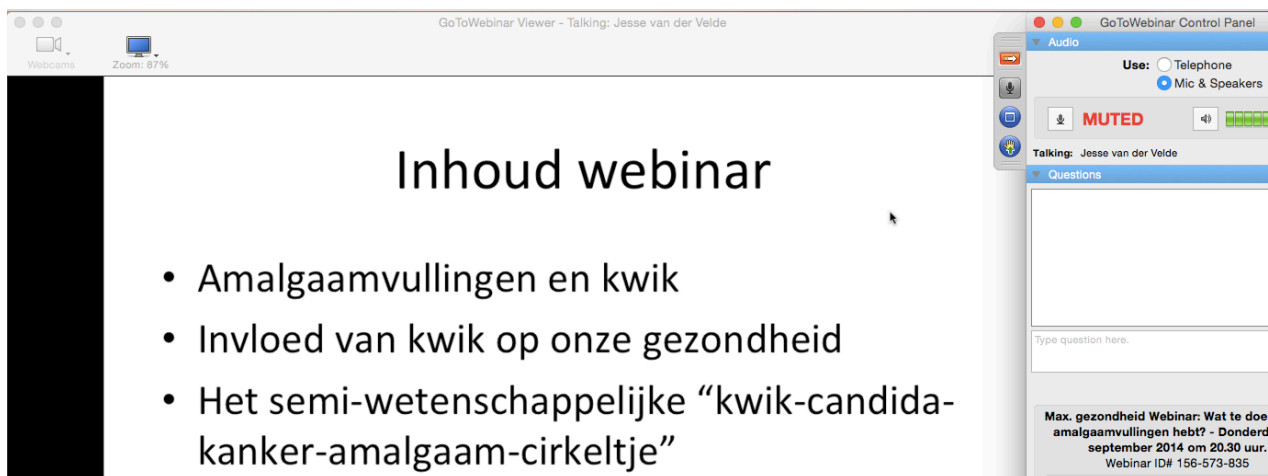 GoToWebinar Viewer - Talking: Jesse van der Velde
Webcams
Zoom: 87%
Inhoud webinar
• Amalgaamvullingen en kwik
• Invloed van kwik op onze gezondheid
• Het semi-wetenschappelijke “kwik-candida-
kanker-amalgaam-cirkeltje”
GoToWebinar Control Panel
Audio
Use: Telephone
Mic & Speakers
MUTED
Talking: Jesse van der Velde
Questions
Type question here.
Max. gezondheid Webinar: Wat te doe
amalgaamvullingen hebt? - Donderd
september 2014 om 20.30 uur.
Webinar ID# 156-573-835